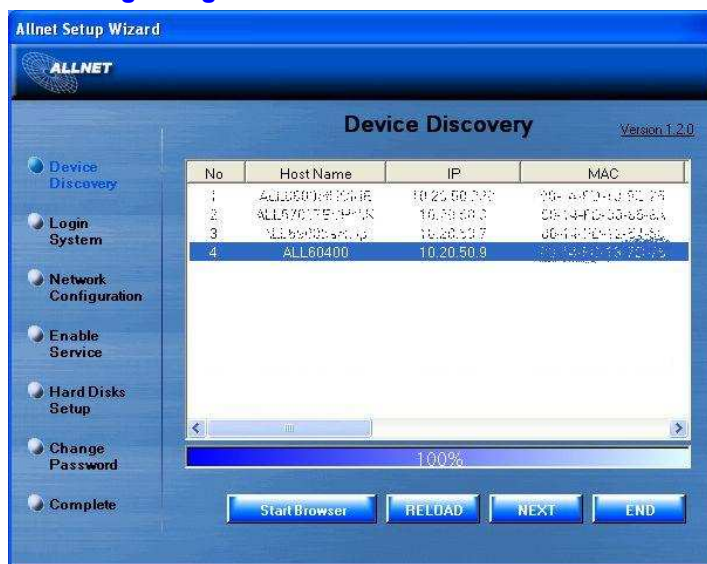 Allnet Setup Wizard
ALLNET
Device Discovery
Version 1.2.0
Device
Discovery
Login
System
Network
Configuration
Enable
Service
Hard Disks
Setup
Change
Password
Complete
No Host Name IP MAC
1
2
3
4 ALL60400 10.20.50.9
100%
Start Browser RELOAD NEXT END